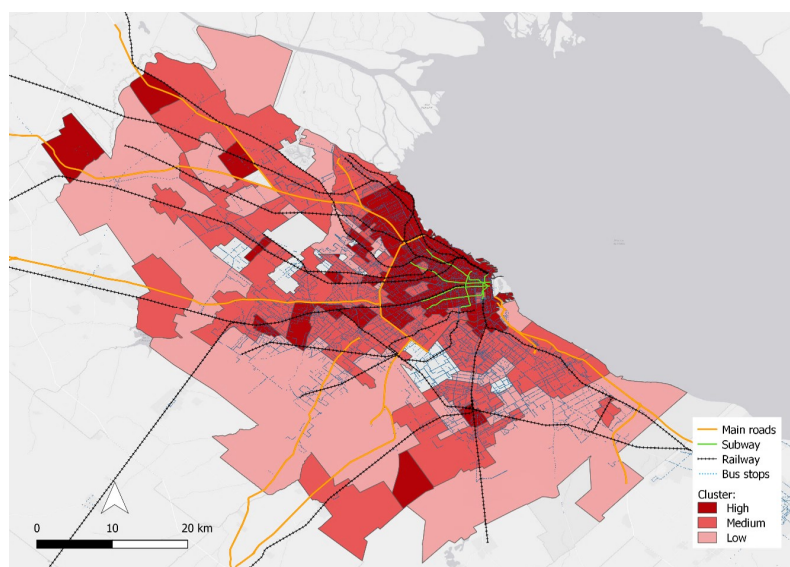 Main roads
Subway
Railway
Bus stops
Cluster:
High
Medium
Low
0 10 20 km